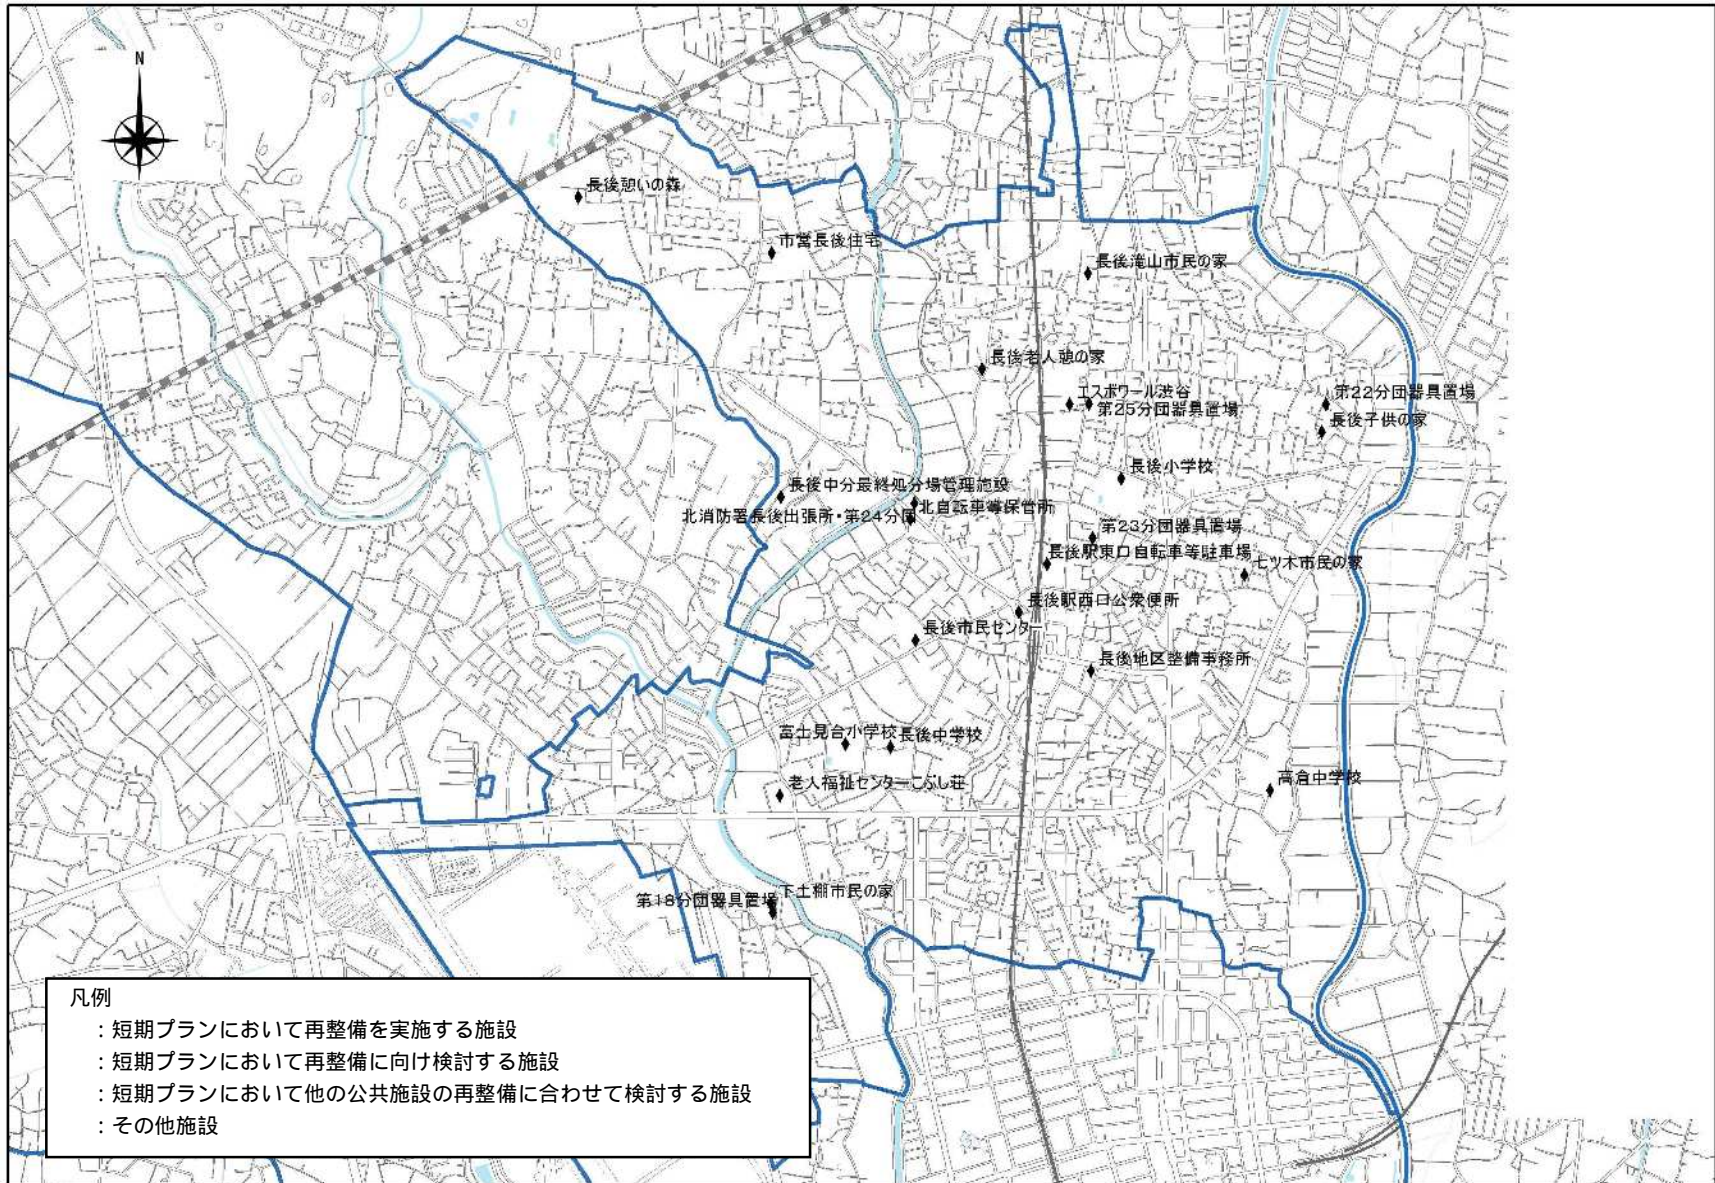 N
長後憩いの森
市営長後住宅
長後滝山市民の家
長後老人憩の家
エスポワール渋谷
第25分団器具置場
第22分団器具置場
長後子供の家
長後小学校
長後中分最終処分場管理施設
北自転車等保管所
北消防署長後出張所・第24分団
第23分団器具置場
長後駅東口自転車等駐車場
七ツ木市民の家
長後駅西口公衆便所
長後市民センター
長後地区整備事務所
富士見台小学校
長後中学校
老人福祉センターこぶし荘
高倉中学校
下土棚市民の家
第18分団器具置場
凡例
：短期プランにおいて再整備を実施する施設
：短期プランにおいて再整備に向け検討する施設
：短期プランにおいて他の公共施設の再整備に合わせて検討する施設
：その他施設